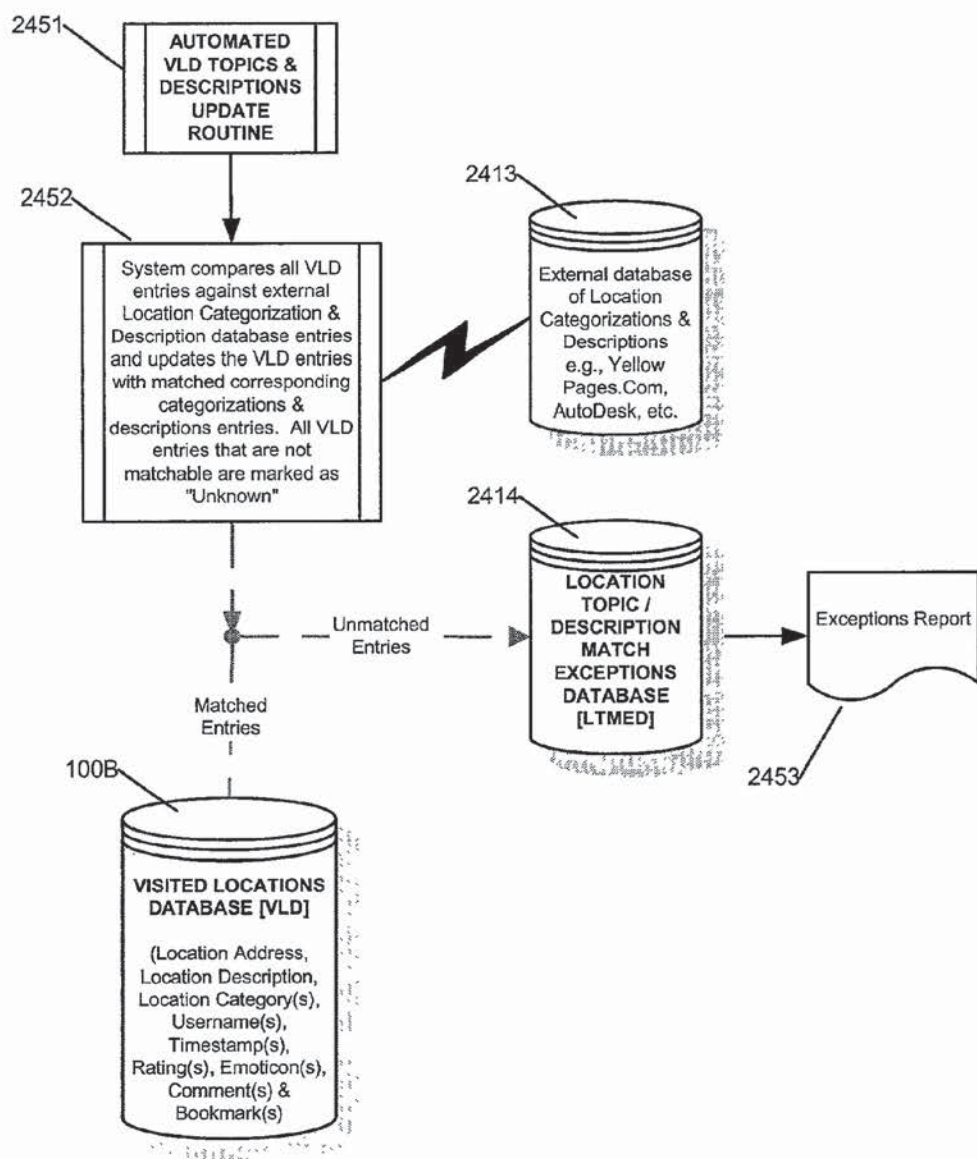 2451
AUTOMATED
VLD TOPICS &
DESCRIPTIONS
UPDATE
ROUTINE
2452
System compares all VLD
entries against external
Location Categorization &
Description database entries
and updates the VLD entries
with matched corresponding
categorizations &
descriptions entries. All VLD
entries that are not
matchable are marked as
"Unknown"
2413
External database
of Location
Categorizations &
Descriptions
e.g., Yellow
Pages.Com,
AutoDesk, etc.
2414
LOCATION
TOPIC /
DESCRIPTION
MATCH
EXCEPTIONS
DATABASE
[LTMED]
Exceptions Report
2453
Unmatched
Entries
Matched
Entries
100B
VISITED LOCATIONS
DATABASE [VLD]
(Location Address,
Location Description,
Location Category(s),
Username(s),
Timestamp(s),
Rating(s), Emoticon(s),
Comment(s) &
Bookmark(s)